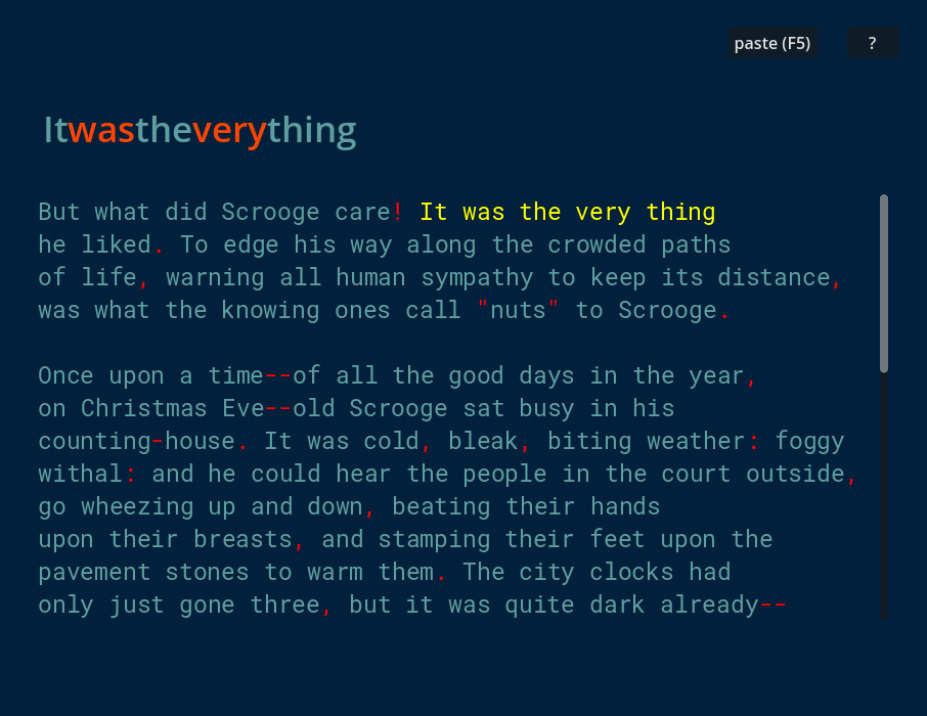 paste (F5) ?
Itwastheverything
But what did Scrooge care! It was the very thing
he liked. To edge his way along the crowded paths
of life, warning all human sympathy to keep its distance,
was what the knowing ones call "nuts" to Scrooge.
Once upon a time--of all the good days in the year,
on Christmas Eve--old Scrooge sat busy in his
counting-house. It was cold, bleak, biting weather: foggy
withal: and he could hear the people in the court outside,
go wheezing up and down, beating their hands
upon their breasts, and stamping their feet upon the
pavement stones to warm them. The city clocks had
only just gone three, but it was quite dark already--